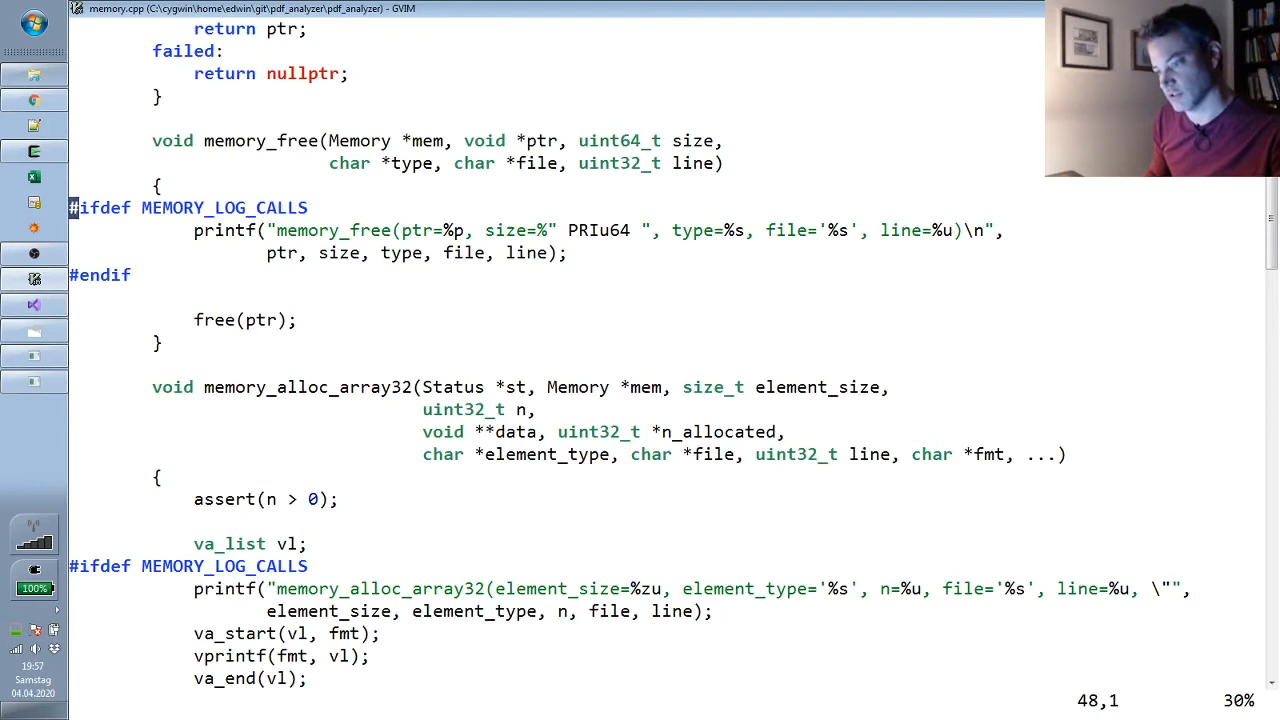 memory.cpp (C:\cygwin\home\edwin\git\pdf_analyzer\pdf_analyzer) - GVIM
return ptr;
failed:
return nullptr;
}
void memory_free(Memory *mem, void *ptr, uint64_t size,
char *type, char *file, uint32_t line)
{
#ifdef MEMORY_LOG_CALLS
printf("memory_free(ptr=%p, size=%" PRIu64 ", type=%s, file='%s', line=%u)\n",
ptr, size, type, file, line);
#endif
free(ptr);
}
void memory_alloc_array32(Status *st, Memory *mem, size_t element_size,
uint32_t n,
void **data, uint32_t *n_allocated,
char *element_type, char *file, uint32_t line, char *fmt, ...)
{
assert(n > 0);
va_list vl;
#ifdef MEMORY_LOG_CALLS
printf("memory_alloc_array32(element_size=%zu, element_type='%s', n=%u, file='%s', line=%u, \"",
element_size, element_type, n, file, line);
va_start(vl, fmt);
vprintf(fmt, vl);
va_end(vl);
48,1 30%
100%
19:57
Samstag
04.04.2020